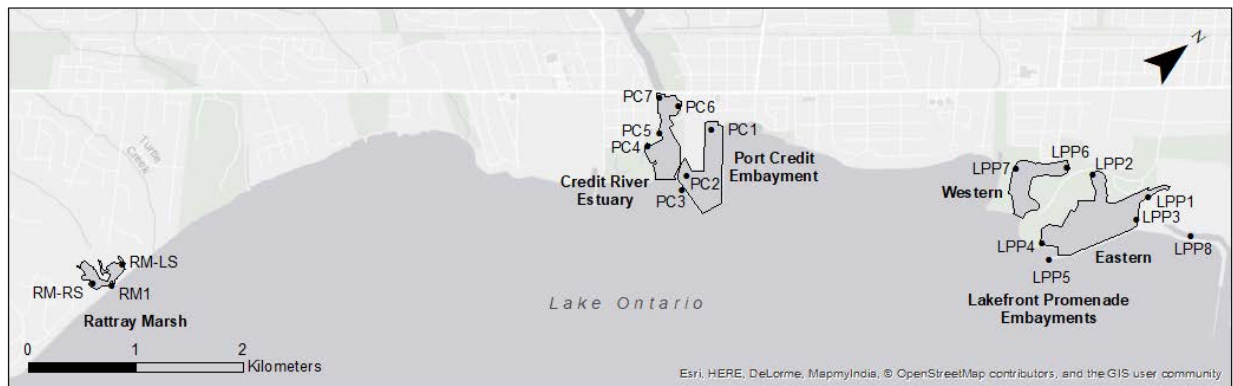 N
PC7
PC6
PC5
PC1
PC4
Port Credit
Embayment
PC2
Credit River
Estuary
PC3
LPP6
LPP2
LPP7
Western
LPP1
LPP3
LPP8
LPP4
Eastern
LPP5
Lakefront Promenade
Embayments
Turtle
Creek
RM-LS
RM-RS
RM1
Rattray Marsh
Lake Ontario
0 1 2
Kilometers
Esri, HERE, DeLorme, MapmyIndia, © OpenStreetMap contributors, and the GIS user community